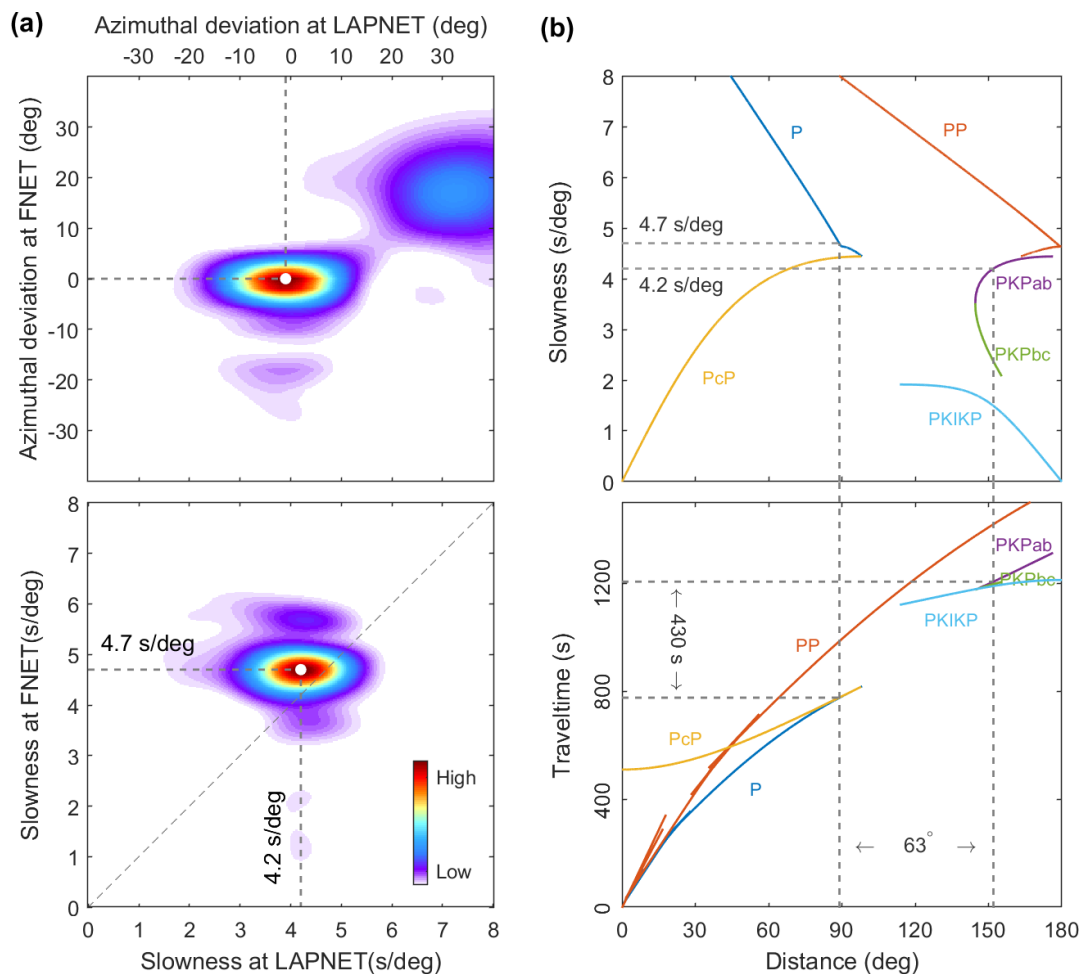 (a)
Azimuthal deviation at LAPNET (deg)
-30 -20 -10 0 10 20 30
Azimuthal deviation at FNET (deg)
30
20
10
0
-10
-20
-30
Slowness at FNET(s/deg)
8
7
6
5
4
3
2
1
0
4.7 s/deg
4.2 s/deg
High
Low
0 1 2 3 4 5 6 7 8
Slowness at LAPNET(s/deg)
(b)
Slowness (s/deg)
8
7
6
5
4
3
2
1
0
P
PP
4.7 s/deg
4.2 s/deg
PKPab
PKPbc
PcP
PKIKP
Traveltime (s)
1200
800
400
0
PKPab
PKPbc
PKIKP
← 430 s →
PP
PcP
P
← 63° →
0 30 60 90 120 150 180
Distance (deg)